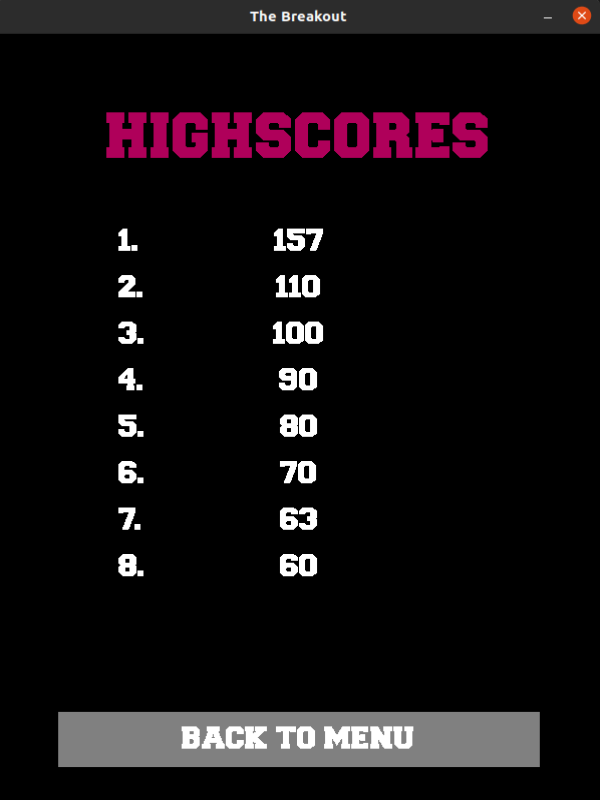 The Breakout
HIGHSCORES
1. 157
2. 110
3. 100
4. 90
5. 80
6. 70
7. 63
8. 60
BACK TO MENU